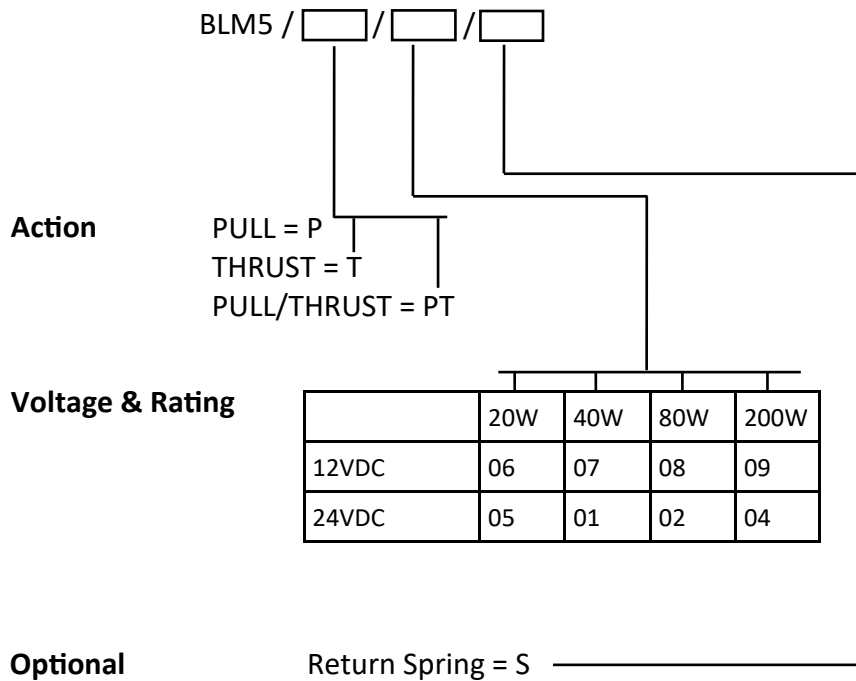 BLM5 / / /
Action
PULL = P
THRUST = T
PULL/THRUST = PT
Voltage & Rating
20W 40W 80W 200W
12VDC 06 07 08 09
24VDC 05 01 02 04
Optional Return Spring = S